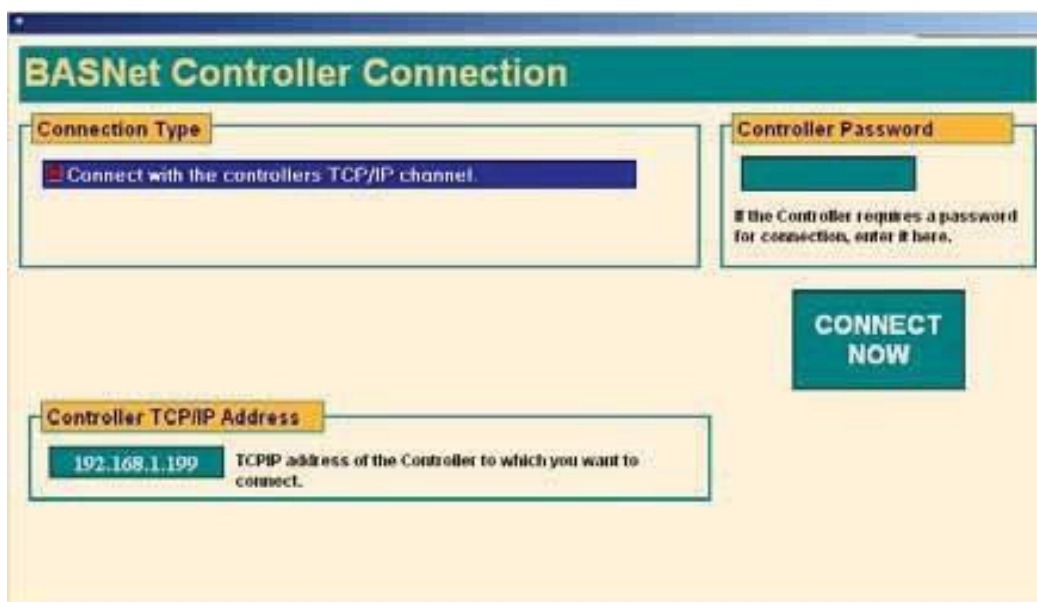 BASNet Controller Connection
Connection Type
Connect with the controllers TCP/IP channel.
Controller Password
If the Controller requires a password
for connection, enter it here.
CONNECT
NOW
Controller TCP/IP Address
192.168.1.199
TCPIP address of the Controller to which you want to
connect.